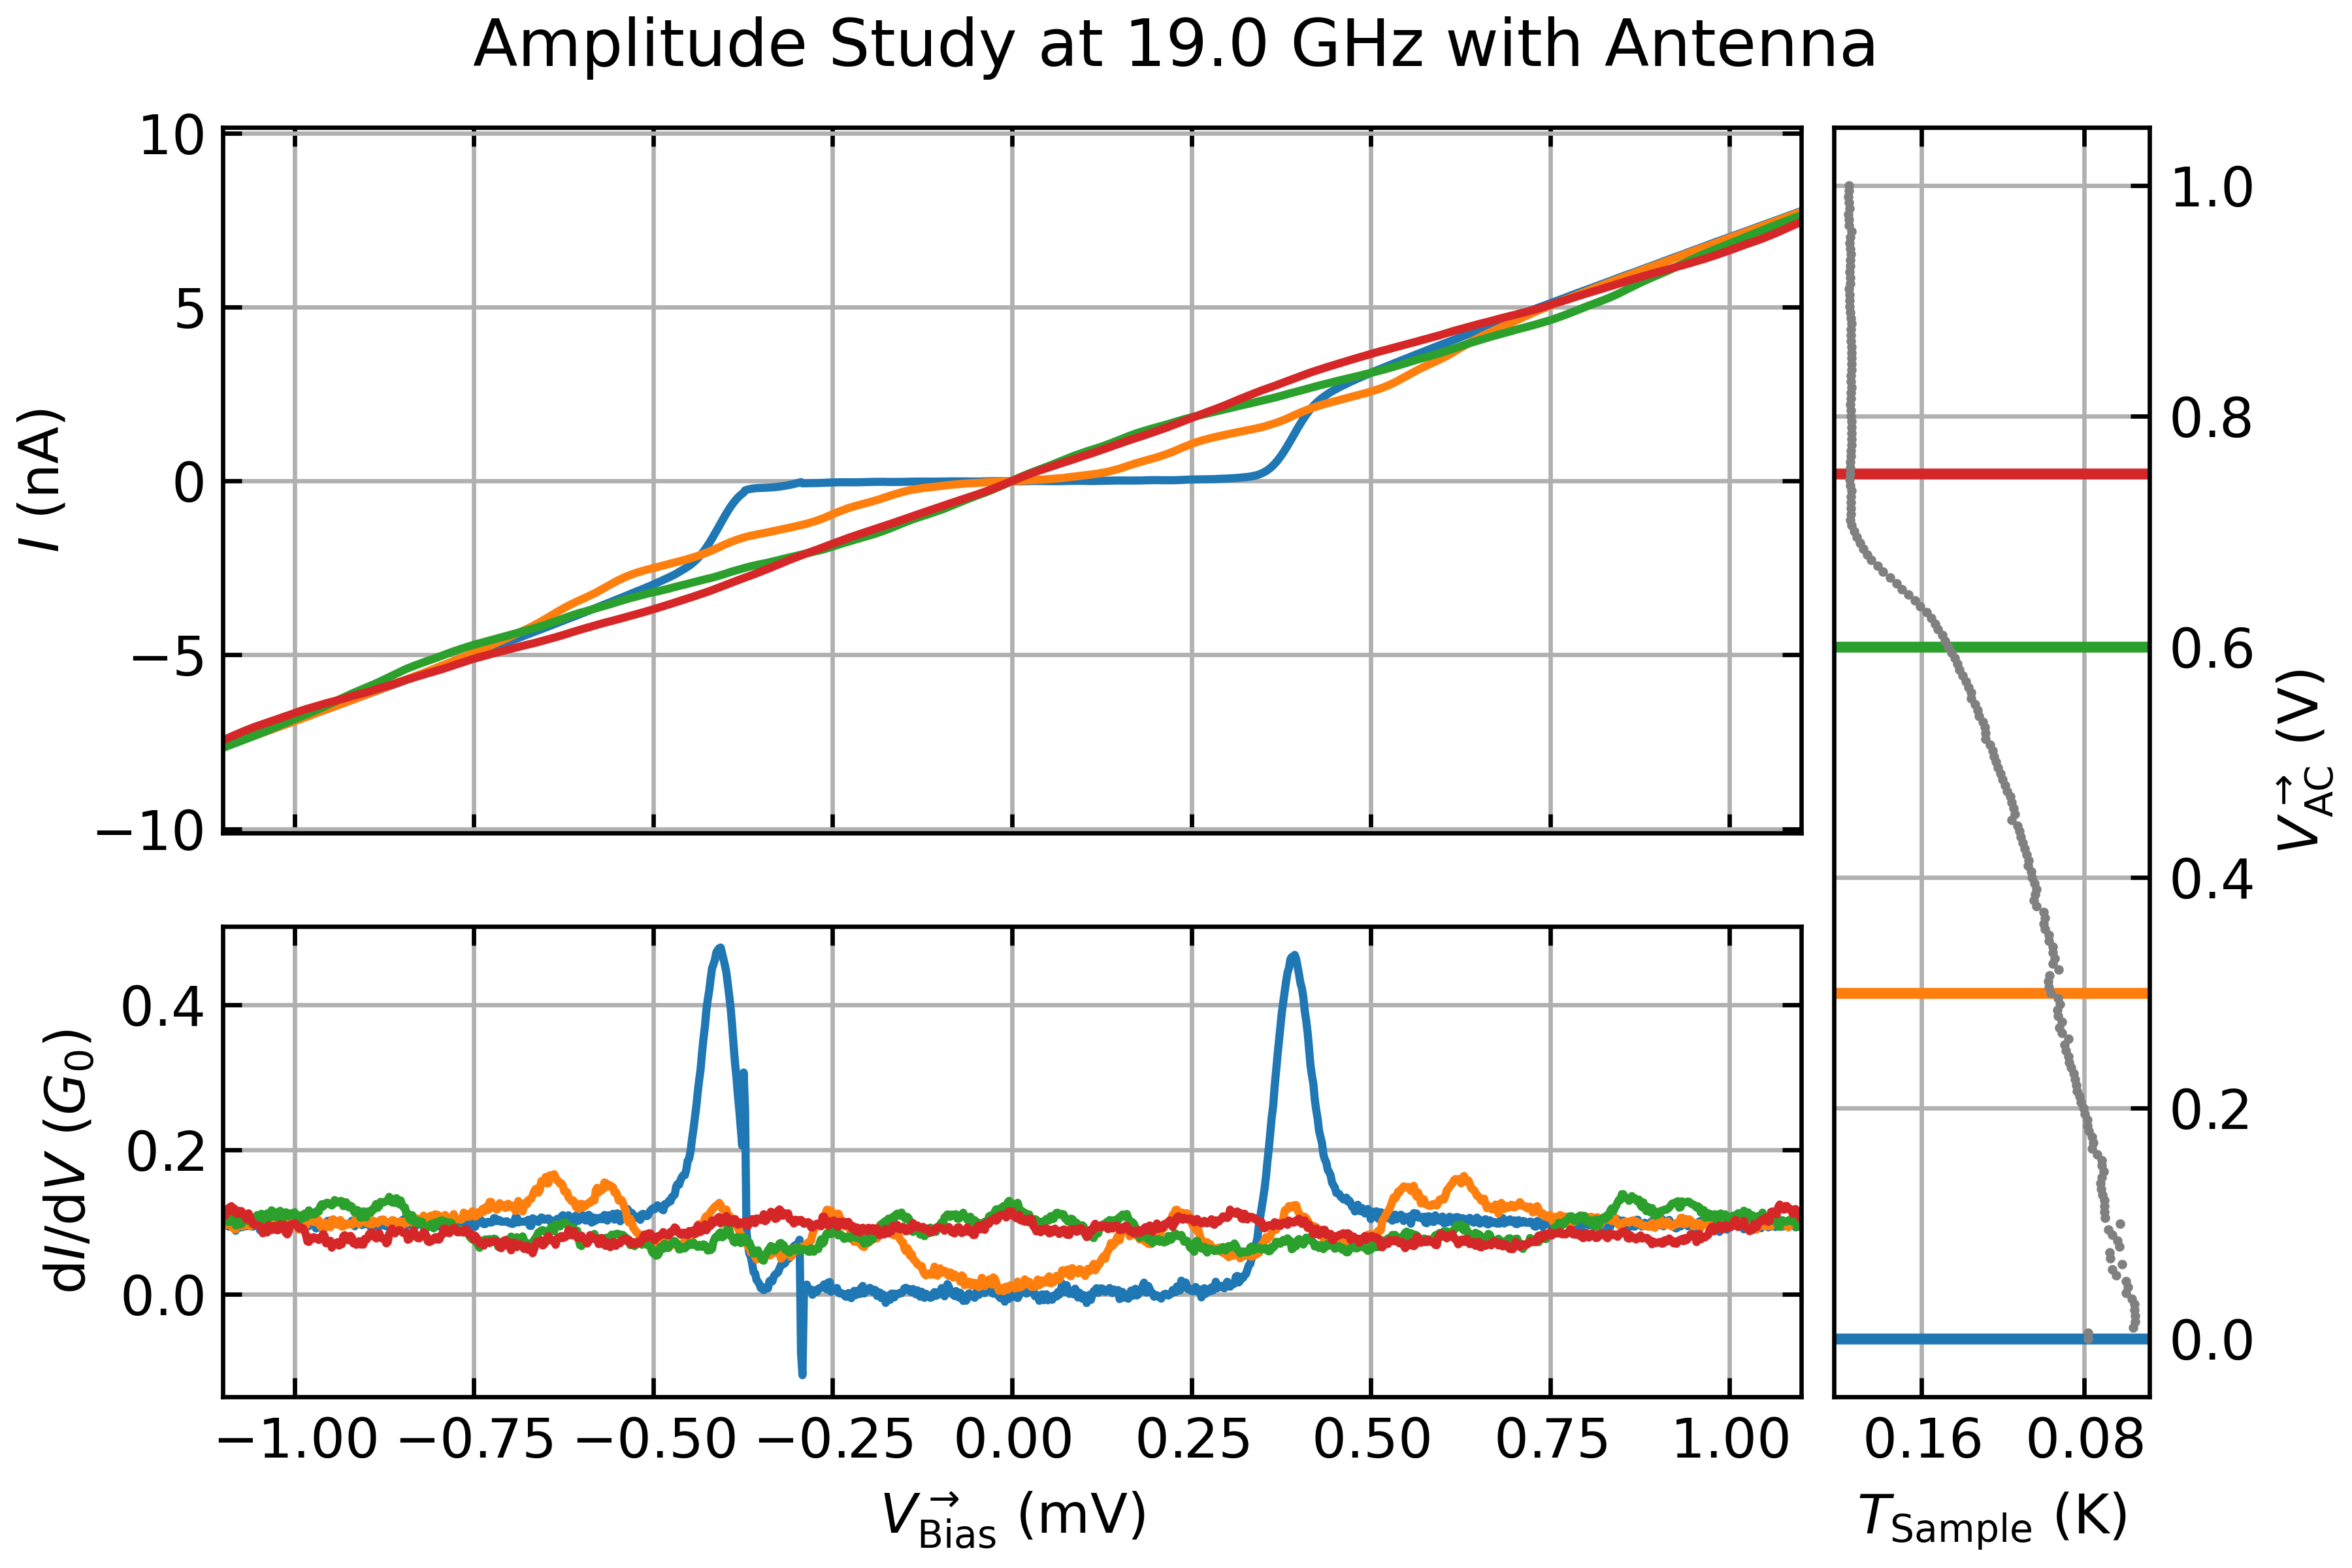 Amplitude Study at 19.0 GHz with Antenna
10
5
0
−5
−10
I (nA)
0.4
0.2
0.0
dI/dV (G₀)
−1.00 −0.75 −0.50 −0.25 0.00 0.25 0.50 0.75 1.00
V→Bias (mV)
1.0
0.8
0.6
0.4
0.2
0.0
V→AC (V)
0.16 0.08
TSample (K)